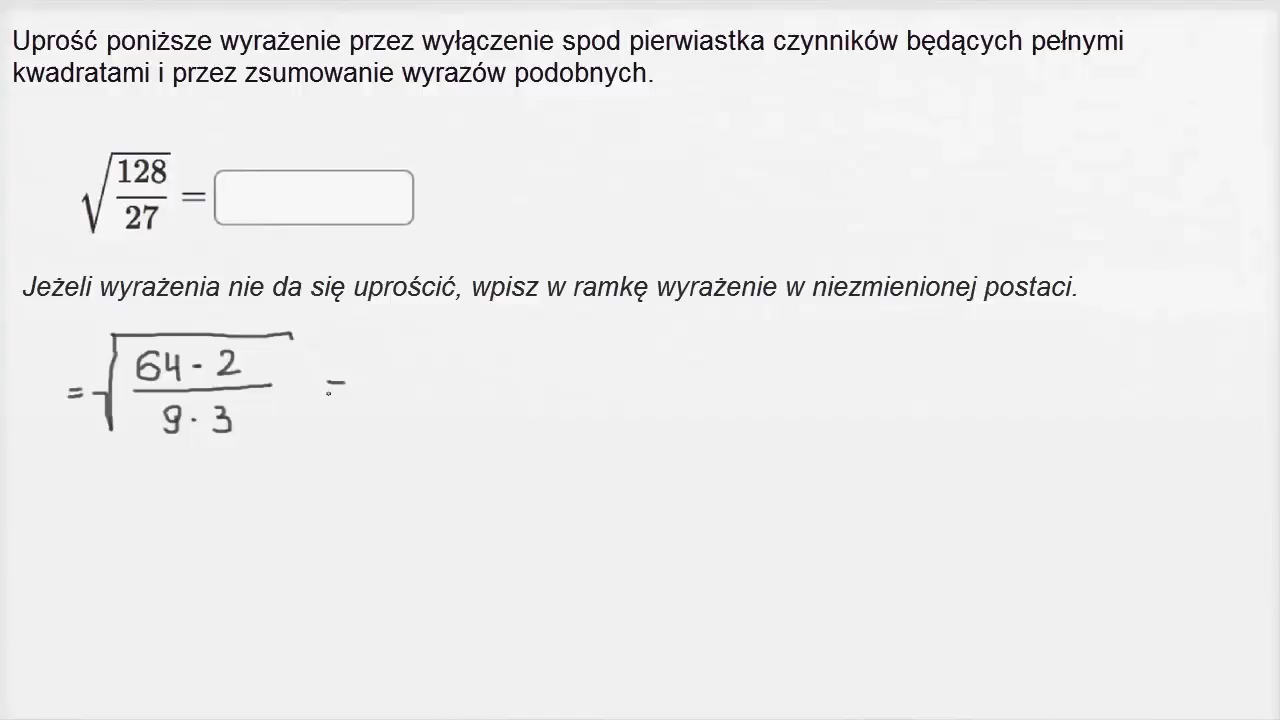 Uprość poniższe wyrażenie przez wyłączenie spod pierwiastka czynników będących pełnymi
kwadratami i przez zsumowanie wyrazów podobnych.
√(128/27) =
Jeżeli wyrażenia nie da się uprościć, wpisz w ramkę wyrażenie w niezmienionej postaci.
= √(64 · 2 / 9 · 3) =